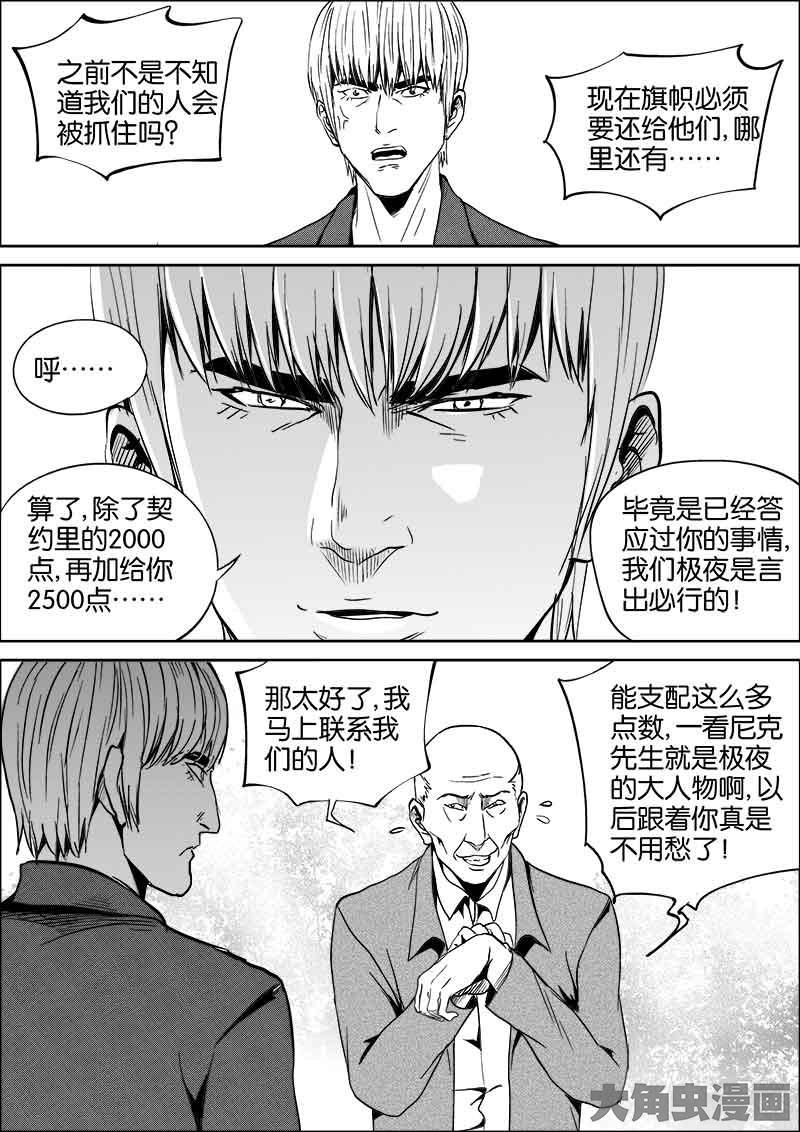 之前不是不知
道我们的人会
被抓住吗?
现在旗帜必须
要还给他们,哪
里还有……
呼……
算了,除了契
约里的2000
点,再加给你
2500点……
毕竟是已经答
应过你的事情,
我们极夜是言
出必行的!
那太好了,我
马上联系我
们的人!
能支配这么多
点数,一看尼克
先生就是极夜
的大人物啊,以
后跟着你真是
不用愁了!
大角虫漫画